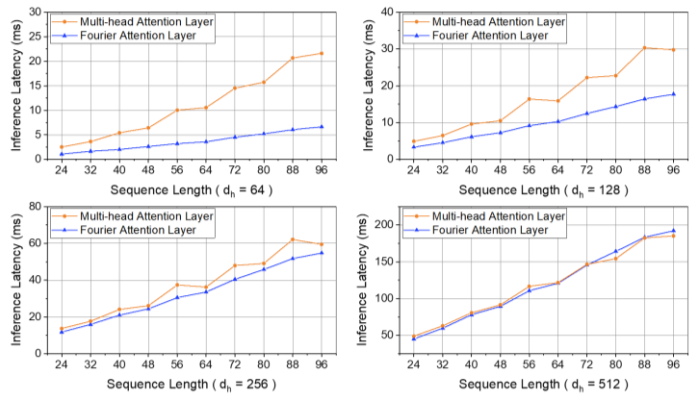 Multi-head Attention Layer
Fourier Attention Layer
Inference Latency (ms)
30
25
20
15
10
5
0
24 32 40 48 56 64 72 80 88 96
Sequence Length ( dh = 64 )
Multi-head Attention Layer
Fourier Attention Layer
Inference Latency (ms)
40
30
20
10
0
24 32 40 48 56 64 72 80 88 96
Sequence Length ( dh = 128 )
Multi-head Attention Layer
Fourier Attention Layer
Inference Latency (ms)
80
60
40
20
0
24 32 40 48 56 64 72 80 88 96
Sequence Length ( dh = 256 )
Multi-head Attention Layer
Fourier Attention Layer
Inference Latency (ms)
200
150
100
50
24 32 40 48 56 64 72 80 88 96
Sequence Length ( dh = 512 )